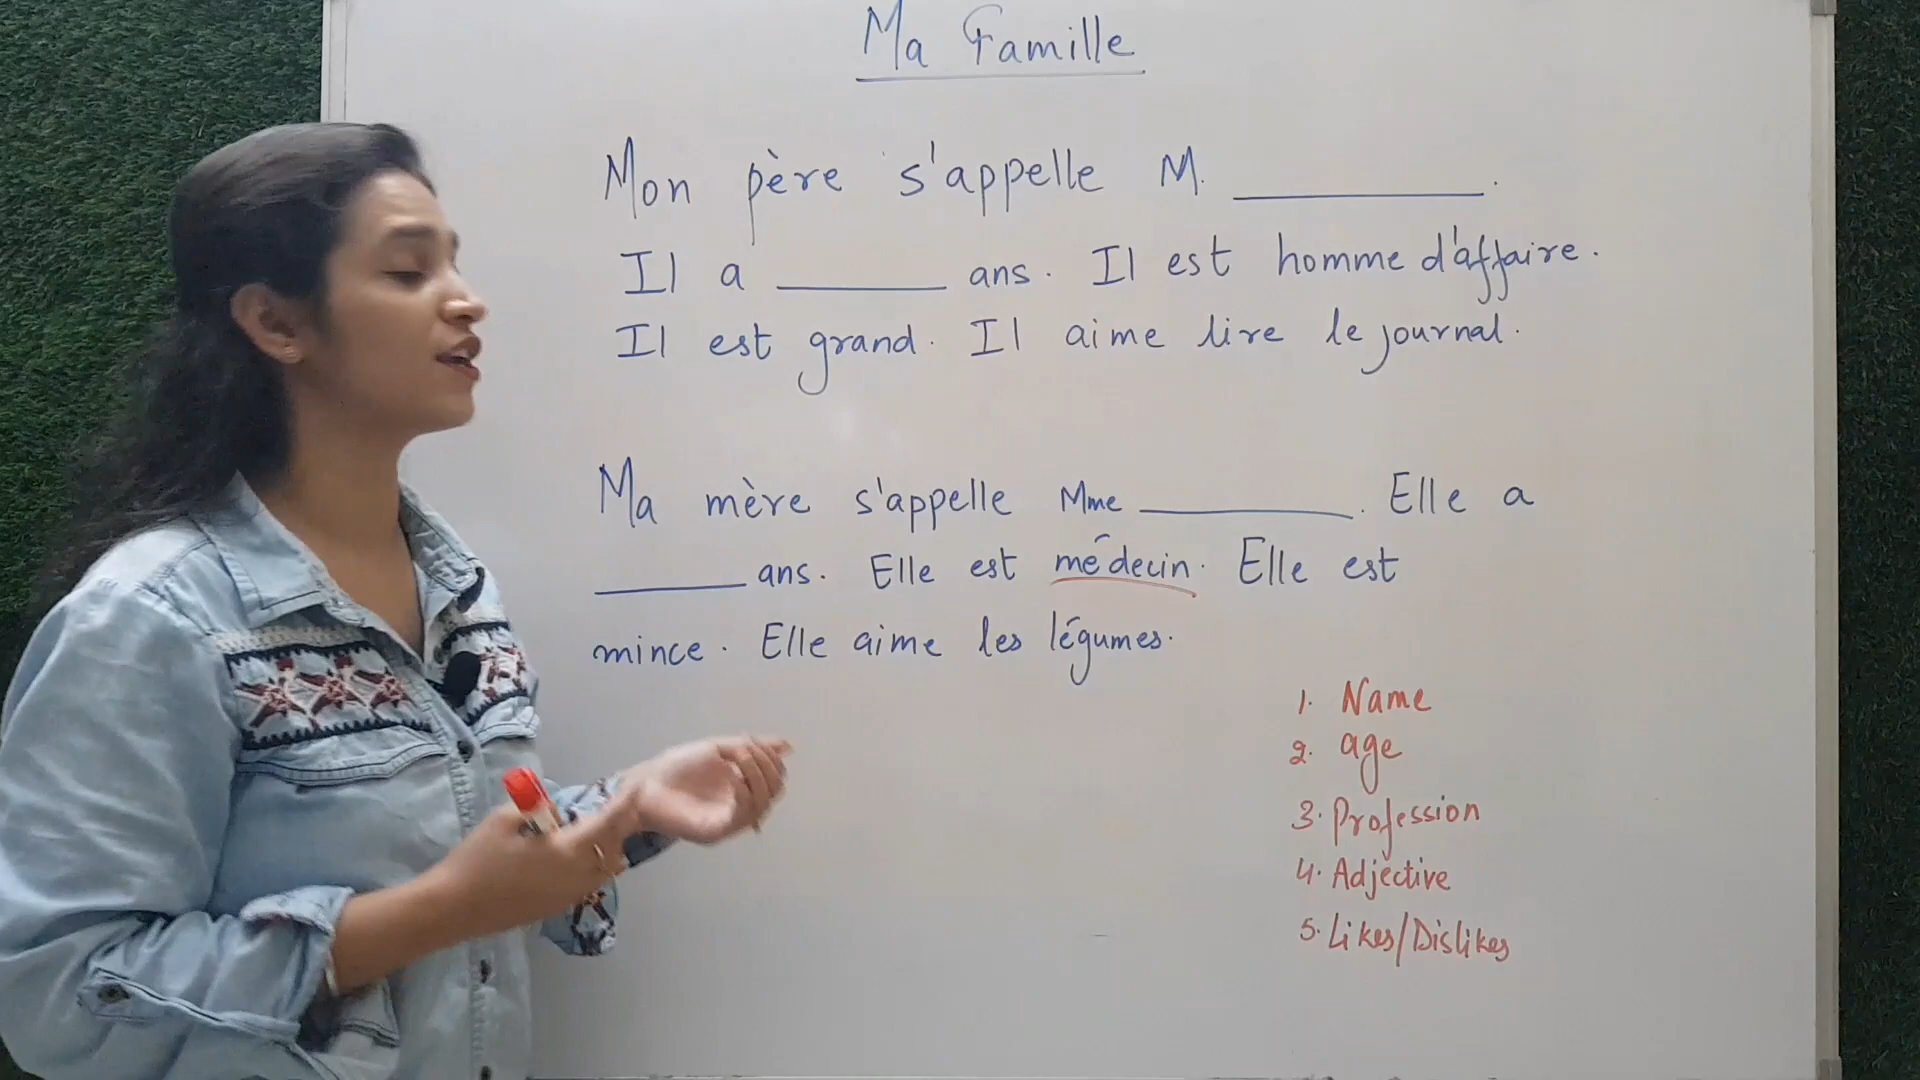 Ma Famille
Mon père s'appelle M. ________.
Il a ________ ans. Il est homme d'affaire.
Il est grand. Il aime lire le journal.
Ma mère s'appelle Mme ________. Elle a
________ ans. Elle est médecin. Elle est
mince. Elle aime les légumes.
1. Name
2. age
3. Profession
4. Adjective
5. Likes/Dislikes